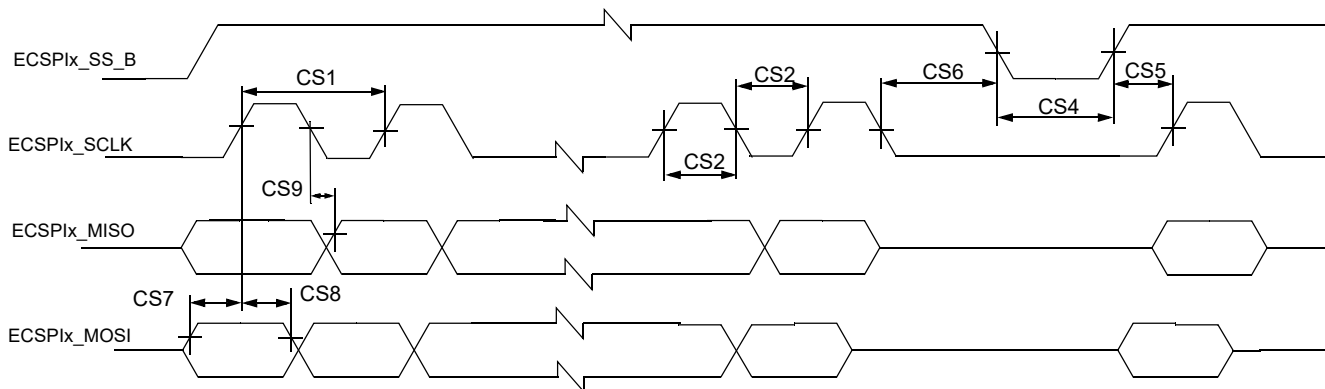 ECSPIx_SS_B
CS1
CS2
CS6
CS5
CS4
ECSPIx_SCLK
CS2
CS9
ECSPIx_MISO
CS7
CS8
ECSPIx_MOSI